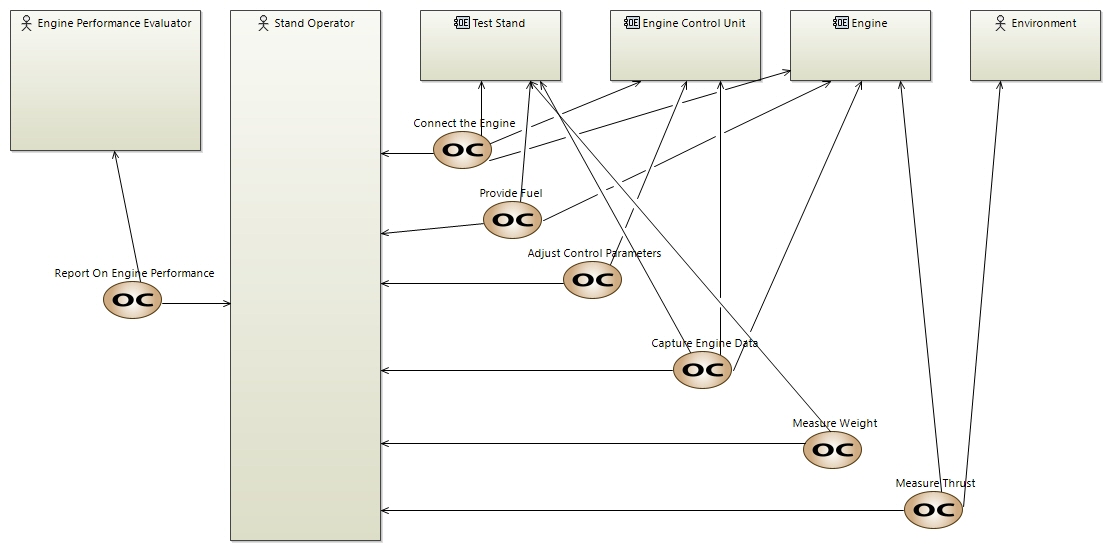 Engine Performance Evaluator
Stand Operator
OE Test Stand
OE Engine Control Unit
OE Engine
Environment
Connect the Engine
OC
Provide Fuel
OC
Adjust Control Parameters
OC
Report On Engine Performance
OC
Capture Engine Data
OC
Measure Weight
OC
Measure Thrust
OC